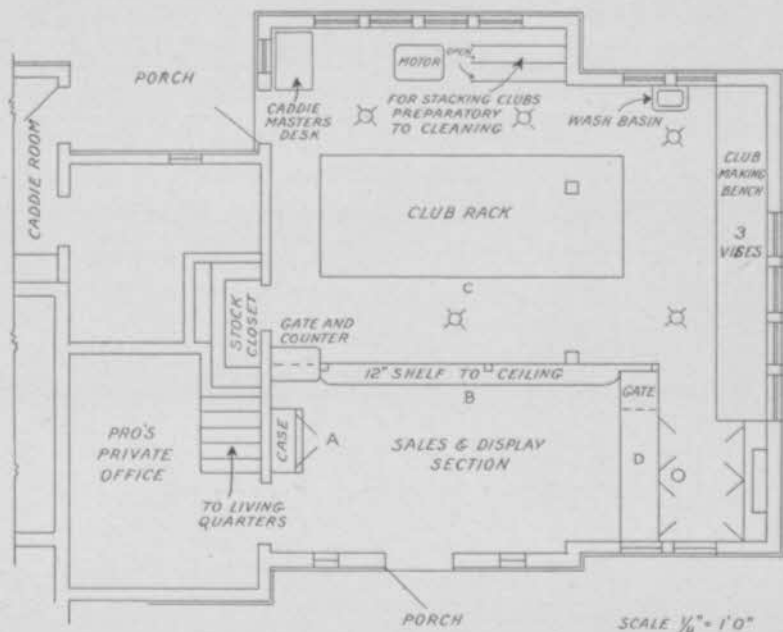 PORCH
CADDIE ROOM
CADDIE
MASTERS
DESK
MOTOR
OPEN
FOR STACKING CLUBS
PREPARATORY
TO CLEANING
WASH BASIN
CLUB
MAKING
BENCH
3
VISES
CLUB RACK
C
STOCK
CLOSET
GATE AND
COUNTER
12" SHELF TO CEILING
B
GATE
PRO'S
PRIVATE
OFFICE
CASE
A
SALES & DISPLAY
SECTION
D
TO LIVING
QUARTERS
PORCH
SCALE ¼" = 1'0"